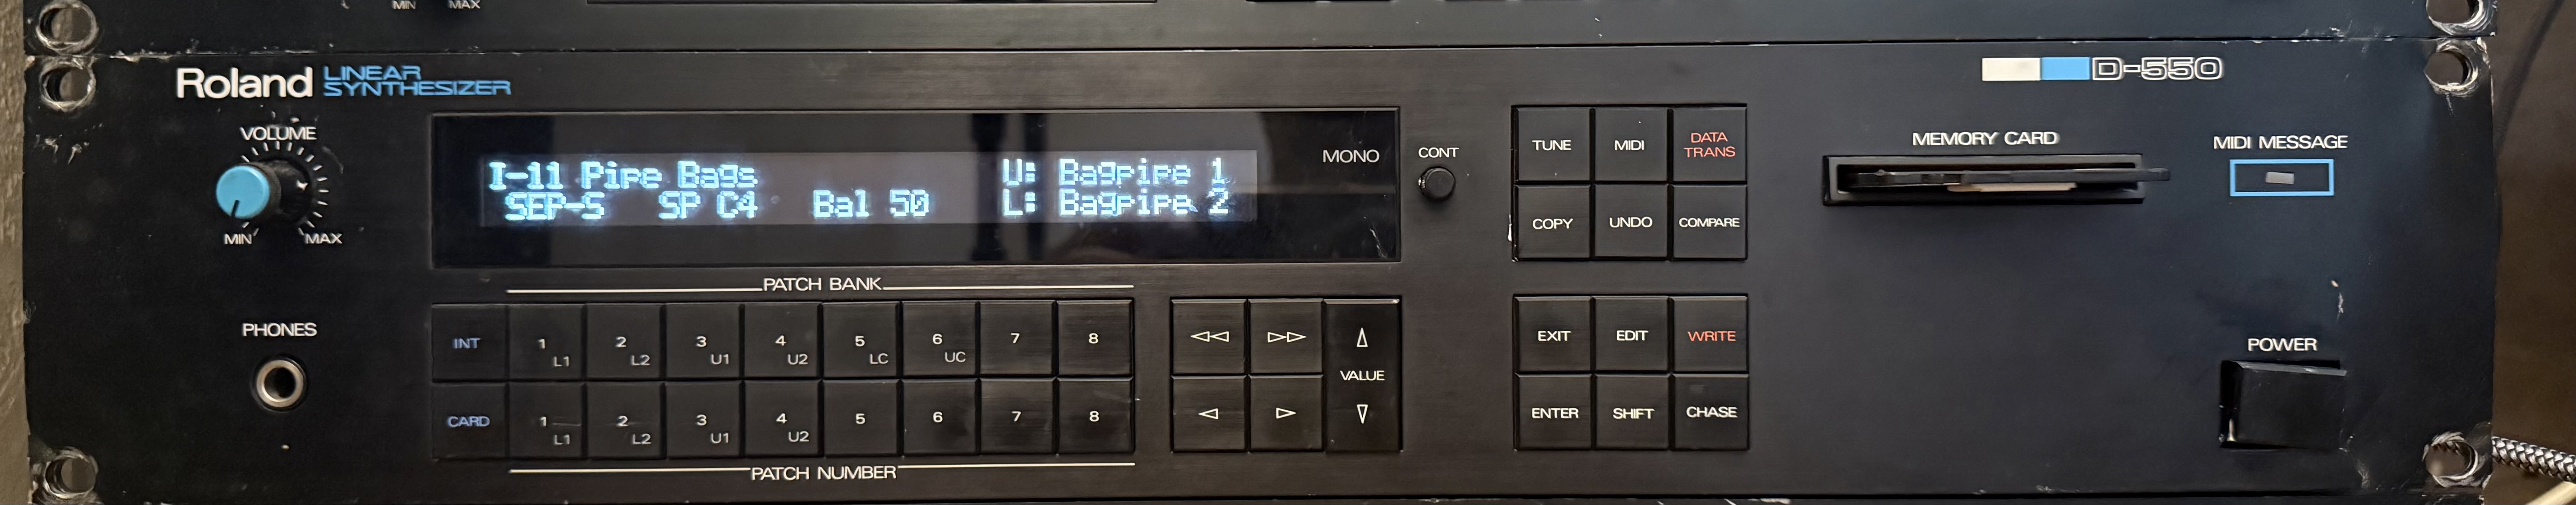 MIN MAX
Roland LINEAR SYNTHESIZER
D-550
VOLUME
MIN MAX
I-11 Pipe Bags U: Bagpipe 1
SEP-S SP C4 Bal 50 L: Bagpipe 2
MONO
CONT
TUNE MIDI DATA TRANS
COPY UNDO COMPARE
MEMORY CARD
MIDI MESSAGE
PHONES
PATCH BANK
INT 1 L1 2 L2 3 U1 4 U2 5 LC 6 UC 7 8
CARD 1 L1 2 L2 3 U1 4 U2 5 6 7 8
PATCH NUMBER
VALUE
EXIT EDIT WRITE
ENTER SHIFT CHASE
POWER